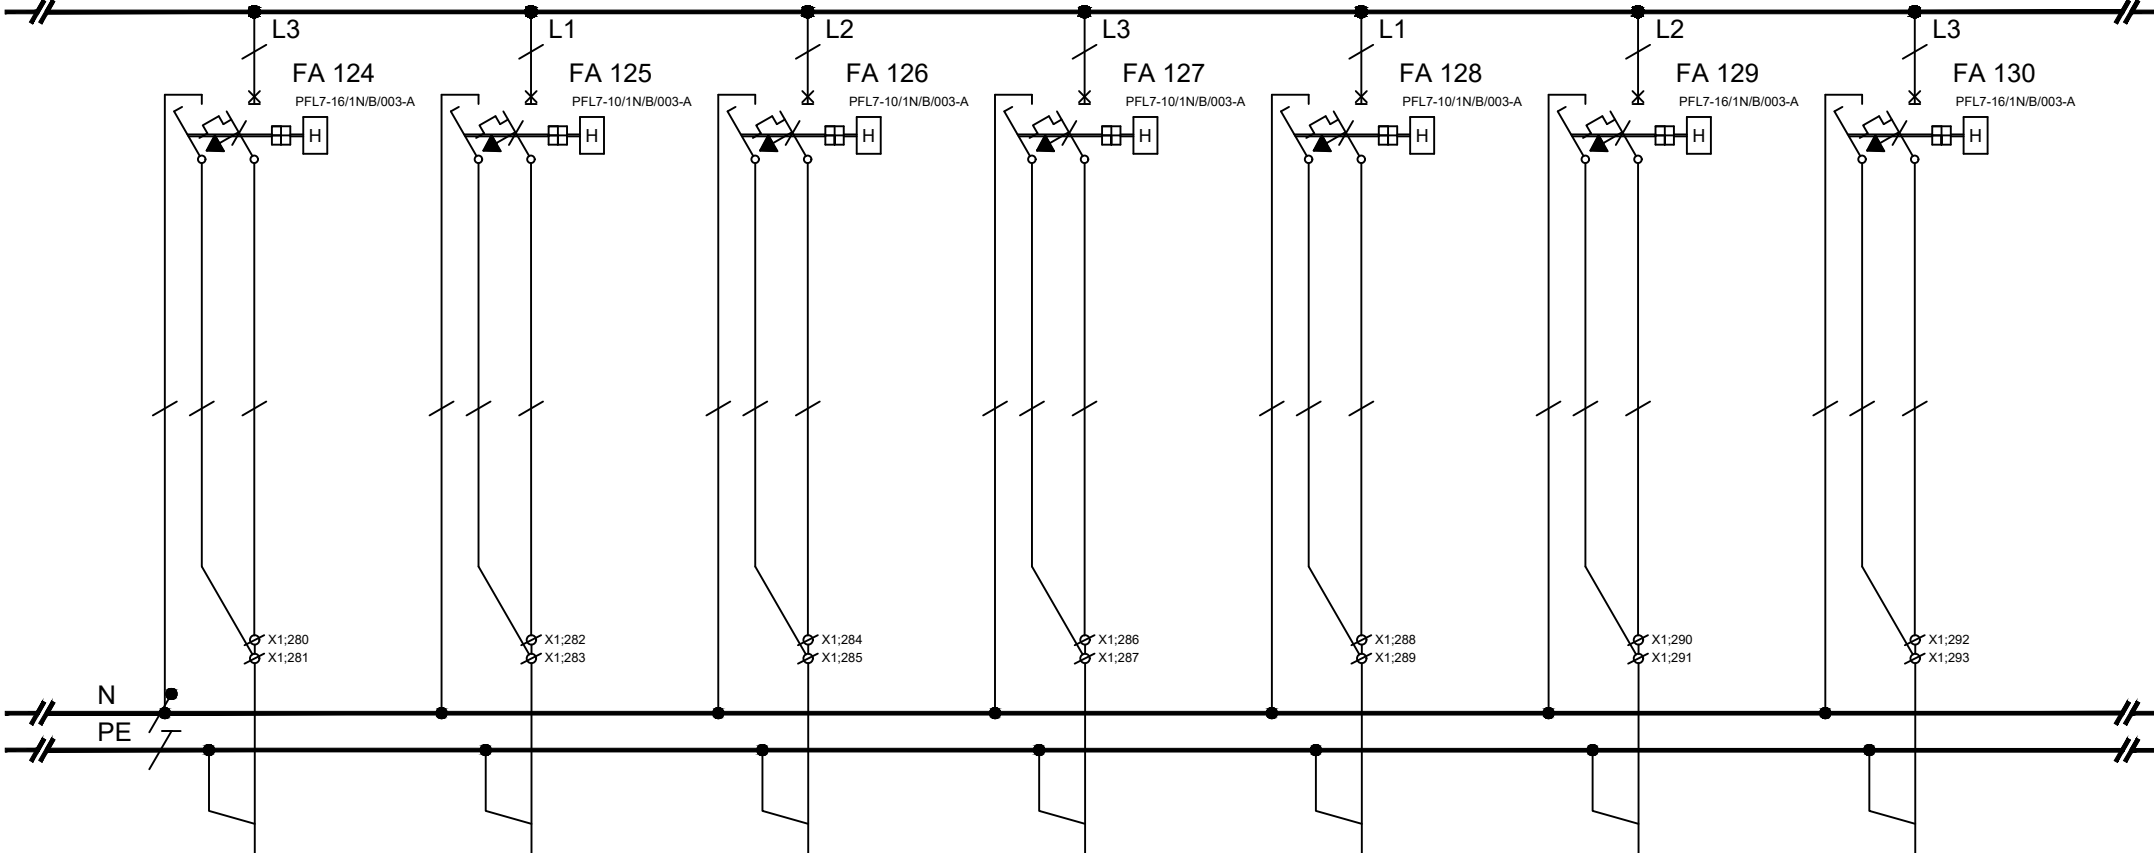 L3 L1 L2 L3 L1 L2 L3
FA 124 FA 125 FA 126 FA 127 FA 128 FA 129 FA 130
PFL7-16/1N/B/003-A PFL7-10/1N/B/003-A PFL7-10/1N/B/003-A PFL7-10/1N/B/003-A PFL7-10/1N/B/003-A PFL7-16/1N/B/003-A PFL7-16/1N/B/003-A
H H H H H H H
X1;280 X1;282 X1;284 X1;286 X1;288 X1;290 X1;292
X1;281 X1;283 X1;285 X1;287 X1;289 X1;291 X1;293
N
PE